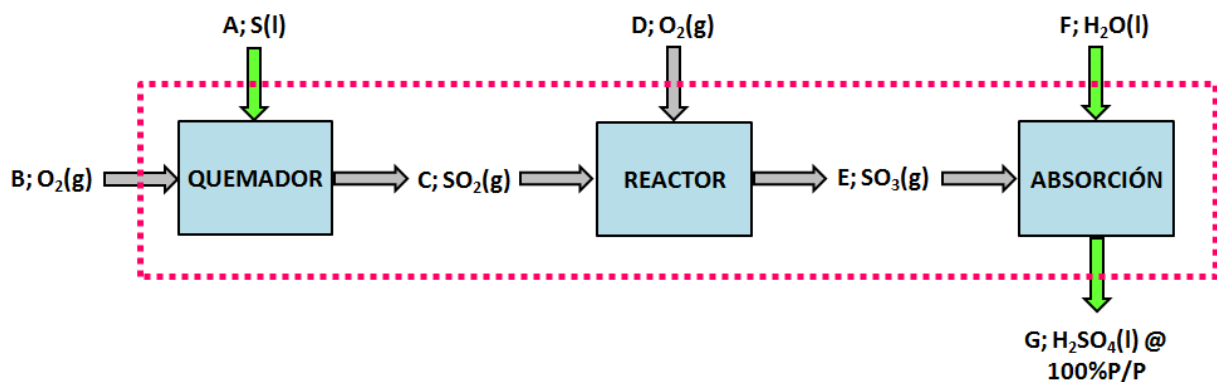 A; S(l)
D; O₂(g)
F; H₂O(l)
B; O₂(g)
QUEMADOR
C; SO₂(g)
REACTOR
E; SO₃(g)
ABSORCIÓN
G; H₂SO₄(l) @
100%P/P